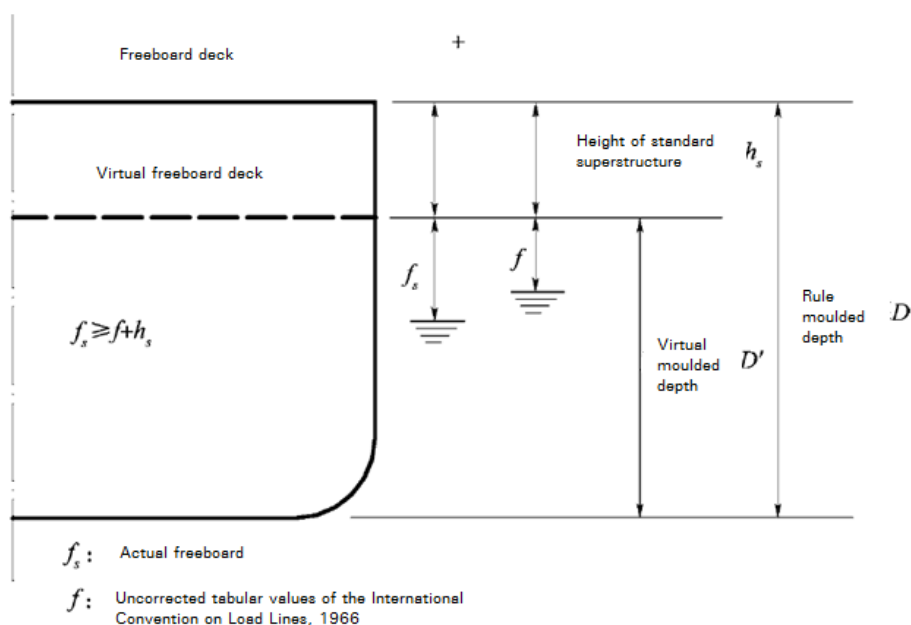 Freeboard deck
+
Height of standard
superstructure
h_s
Virtual freeboard deck
f_s
f
f_s ≥ f+h_s
Rule
moulded
depth
D
Virtual
moulded
depth
D'
f_s: Actual freeboard
f: Uncorrected tabular values of the International
Convention on Load Lines, 1966